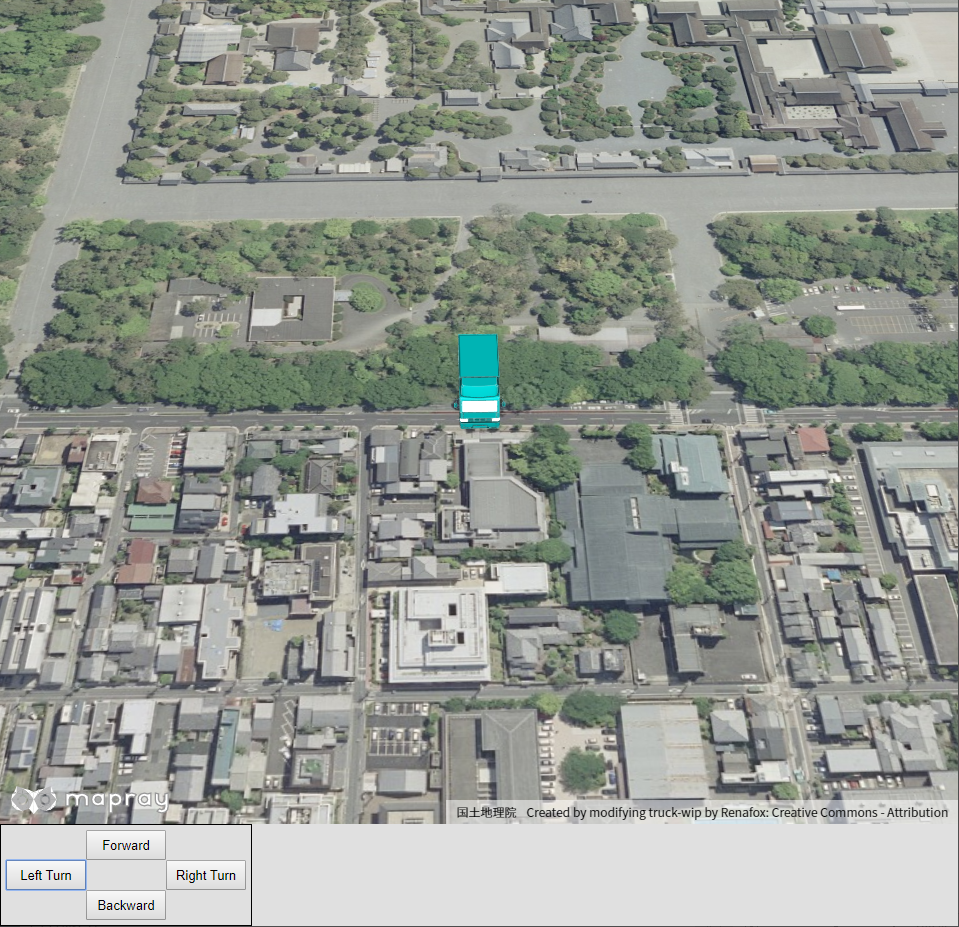 mapray
国土地理院 Created by modifying truck-wip by Renafox: Creative Commons - Attribution
Forward
Left Turn
Right Turn
Backward